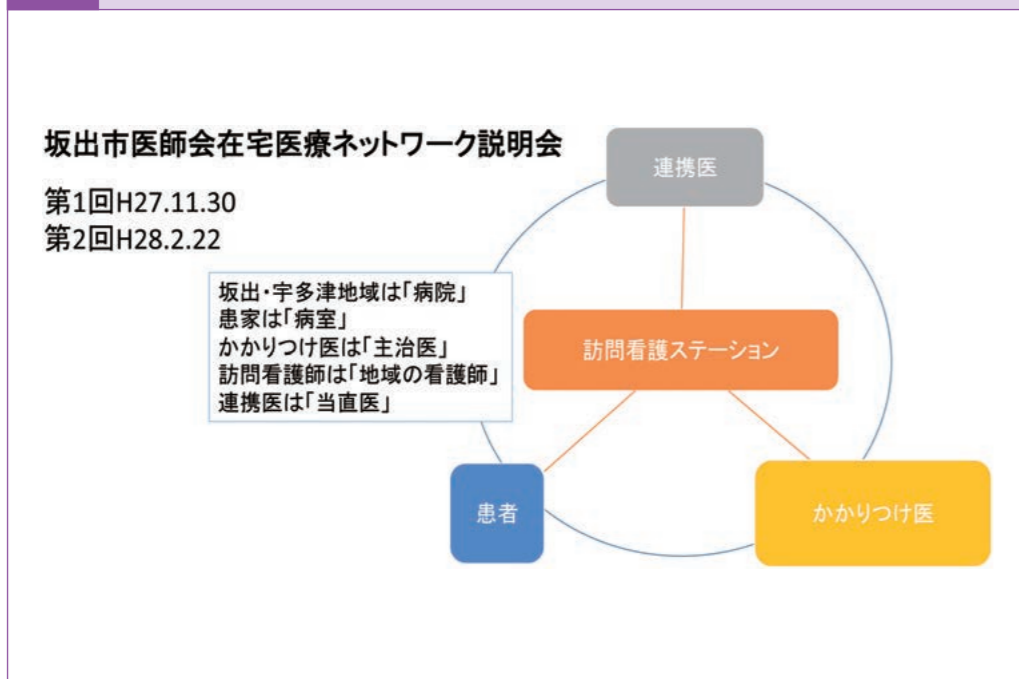 坂出市医師会在宅医療ネットワーク説明会
第1回H27.11.30
第2回H28.2.22
坂出・宇多津地域は「病院」
患家は「病室」
かかりつけ医は「主治医」
訪問看護師は「地域の看護師」
連携医は「当直医」
連携医
訪問看護ステーション
患者
かかりつけ医